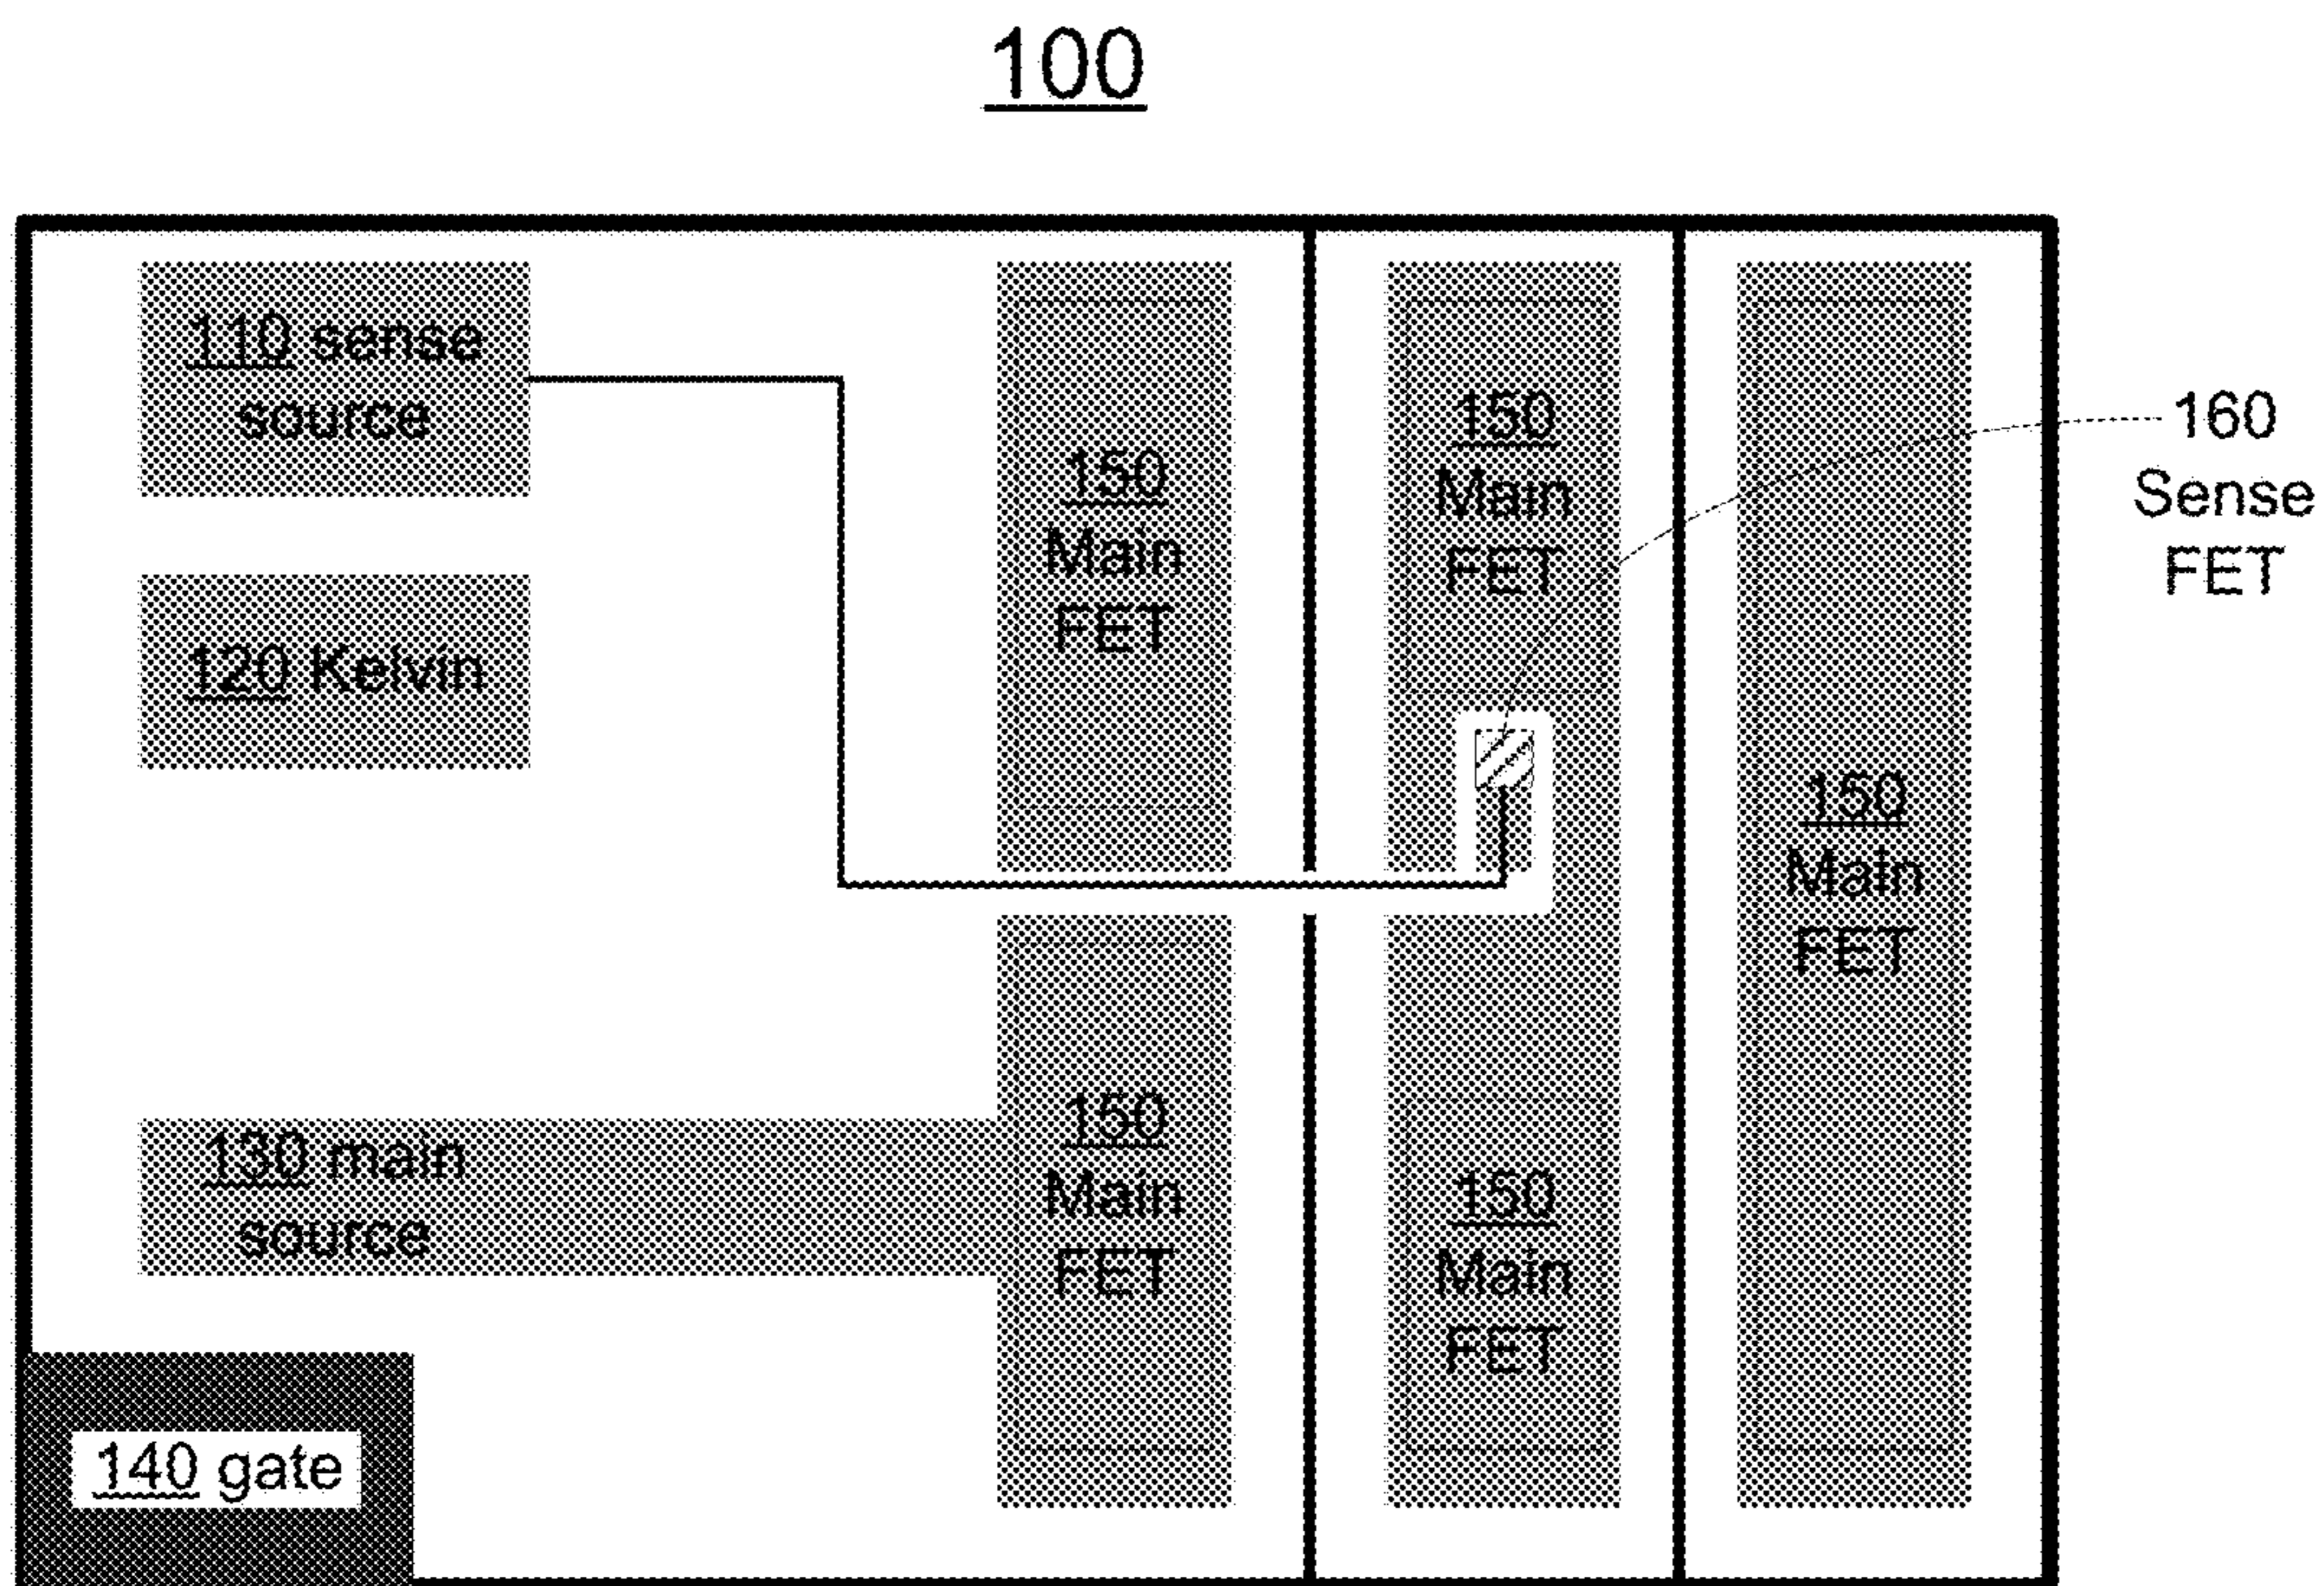 100
110 sense
source
120 Kelvin
130 main
source
140 gate
150
Main
FET
150
Main
FET
150
Main
FET
150
Main
FET
150
Main
FET
160
Sense
FET